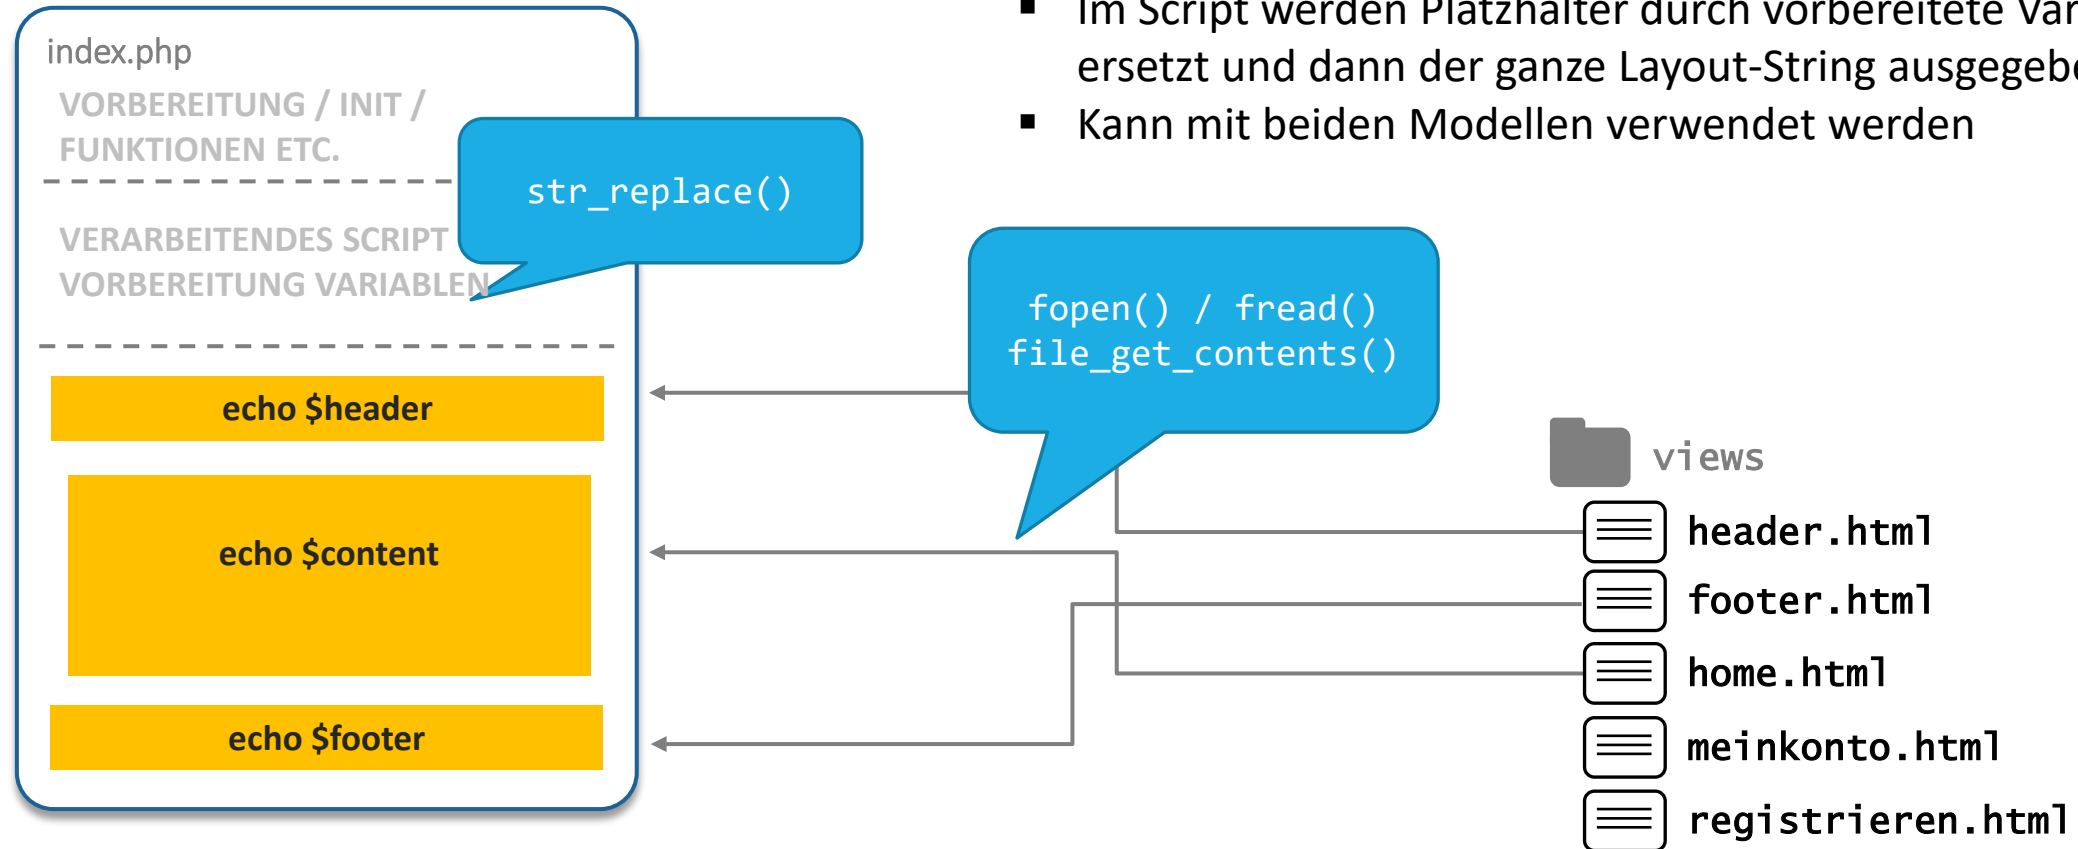 ▪ Im Script werden Platzhalter durch vorbereitete
ersetzt und dann der ganze Layout-String
▪ Kann mit beiden Modellen verwendet werden
index.php
VORBEREITUNG / INIT /
FUNKTIONEN ETC.
str_replace()
VERARBEITENDES SCRIPT
VORBEREITUNG VARIABLEN
fopen() / fread()
file_get_contents()
echo $header
echo $content
echo $footer
views
header.html
footer.html
home.html
meinkonto.html
registrieren.html